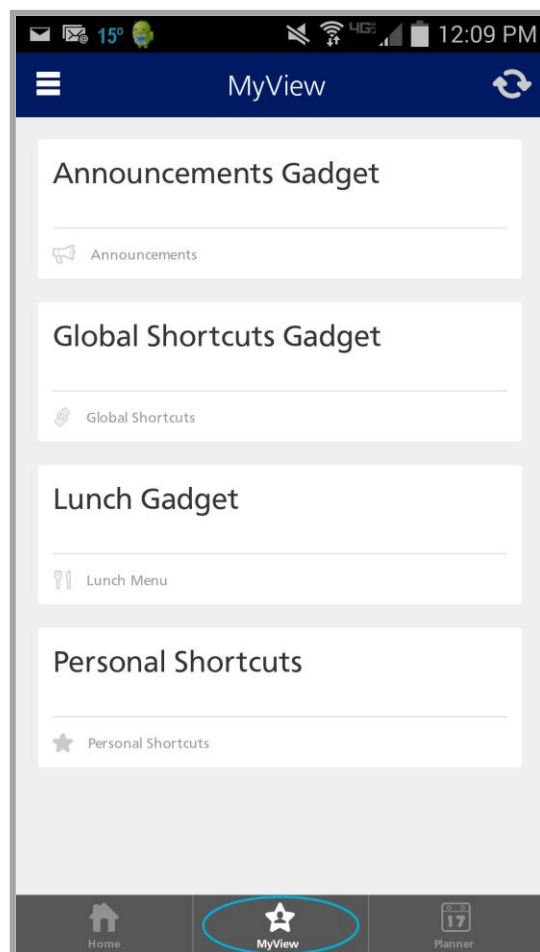 15° 4G 12:09 PM
MyView
Announcements Gadget
Announcements
Global Shortcuts Gadget
Global Shortcuts
Lunch Gadget
Lunch Menu
Personal Shortcuts
Personal Shortcuts
17
Home MyView Planner